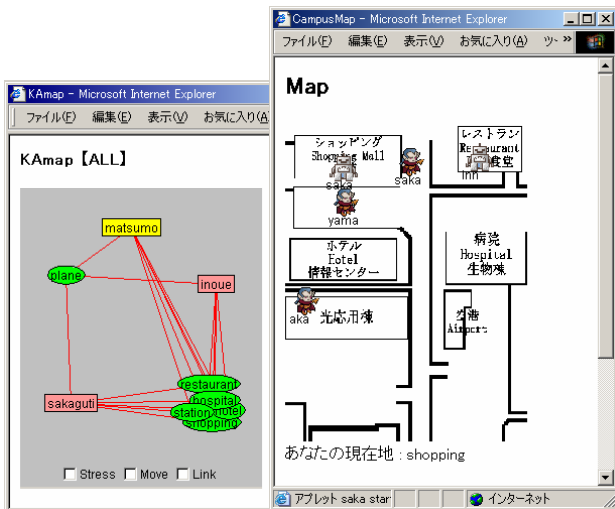 KAmap - Microsoft Internet Explorer
ファイル(F) 編集(E) 表示(V) お気に入り(A
KAmap【ALL】
matsumo
plane
inoue
restaurant
hospital
hotel
station
shopping
sakaguti
Stress Move Link
CampusMap - Microsoft Internet Explorer
ファイル(F) 編集(E) 表示(V) お気に入り(A) ツ- »
Map
ショッピング
Shopping Mall
saka
saka
レストラン
Restaurant
食堂
inn
yama
ホテル
Hotel
情報センター
病院
Hospital
生物棟
aka
光応用棟
空港
Airport
あなたの現在地 : shopping
アプレット saka star
インターネット